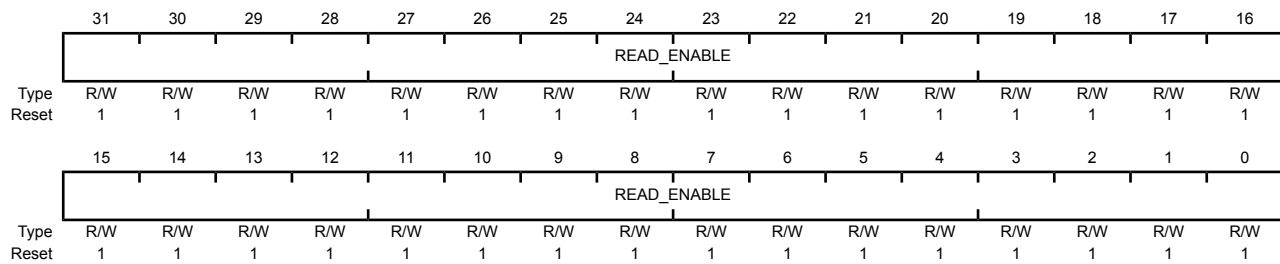 31 30 29 28 27 26 25 24 23 22 21 20 19 18 17 16
READ_ENABLE
Type R/W R/W R/W R/W R/W R/W R/W R/W R/W R/W R/W R/W R/W R/W R/W R/W
Reset 1 1 1 1 1 1 1 1 1 1 1 1 1 1 1 1
15 14 13 12 11 10 9 8 7 6 5 4 3 2 1 0
READ_ENABLE
Type R/W R/W R/W R/W R/W R/W R/W R/W R/W R/W R/W R/W R/W R/W R/W R/W
Reset 1 1 1 1 1 1 1 1 1 1 1 1 1 1 1 1